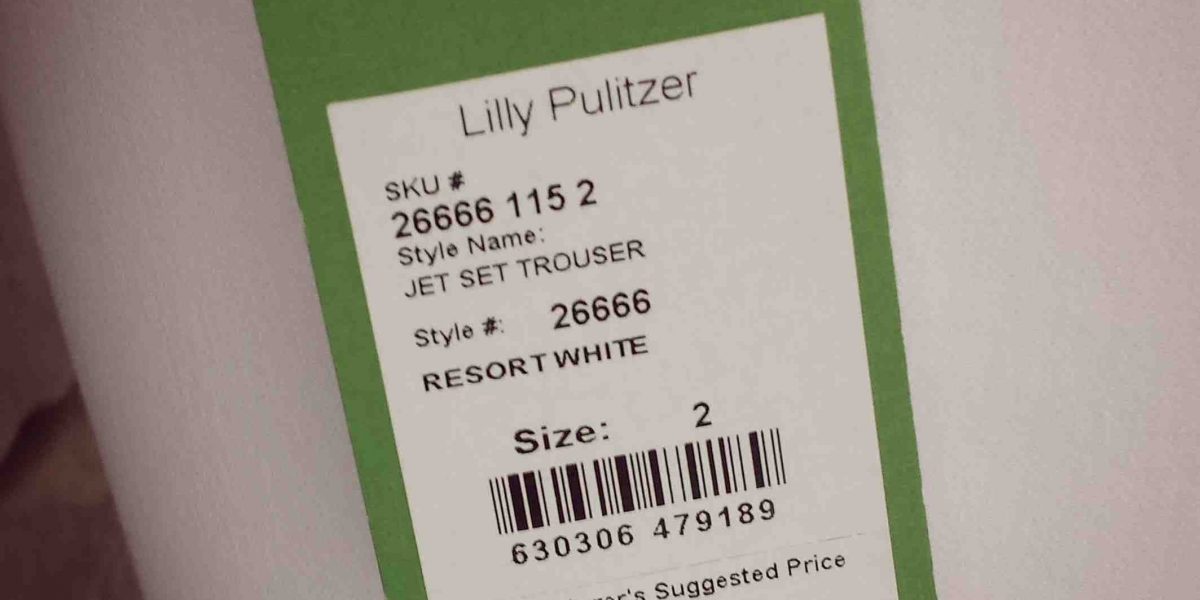 Lilly Pulitzer
SKU #
26666 115 2
Style Name:
JET SET TROUSER
Style #: 26666
RESORT WHITE
Size: 2
630306 479189
Suggested Price